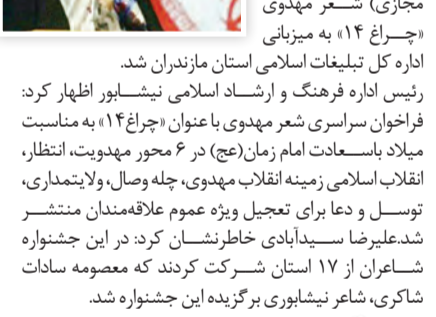 مجازی) شعر مهدوی
«چراغ ۱۴» به میزبانی
اداره کل تبلیغات اسلامی استان مازندران شد.
رئیس اداره فرهنگ و ارشاد اسلامی نیشابور اظهار کرد:
فراخوان سراسری شعر مهدوی با عنوان «چراغ۱۴» به مناسبت
میلاد باسعادت امام زمان(عج) در ۶ محور مهدویت، انتظار،
انقلاب اسلامی زمینه انقلاب مهدوی، چله وصال، ولایتمداری،
توسل و دعا برای تعجیل ویژه عموم علاقه‌مندان منتشر
شد.علیرضا سیدآبادی خاطرنشان کرد: در این جشنواره
شاعران از ۱۷ استان شرکت کردند که معصومه سادات
شاکری، شاعر نیشابوری برگزیده این جشنواره شد.